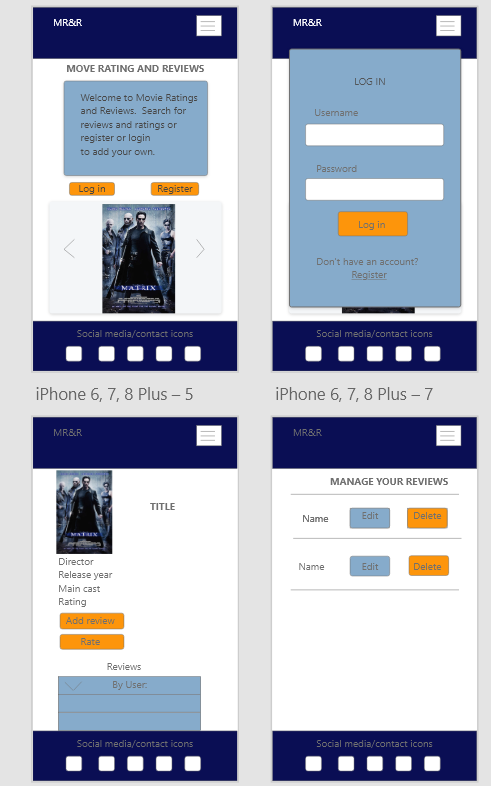 MR&R
MOVE RATING AND REVIEWS
Welcome to Movie Ratings
and Reviews. Search for
reviews and ratings or
register or login
to add your own.
Log in
Register
MATRIX
Social media/contact icons
MR&R
LOG IN
Username
Password
Log in
Don't have an account?
Register
Social media/contact icons
iPhone 6, 7, 8 Plus – 5
iPhone 6, 7, 8 Plus – 7
MR&R
MATRIX
TITLE
Director
Release year
Main cast
Rating
Add review
Rate
Reviews
By User:
Social media/contact icons
MR&R
MANAGE YOUR REVIEWS
Name
Edit
Delete
Name
Edit
Delete
Social media/contact icons